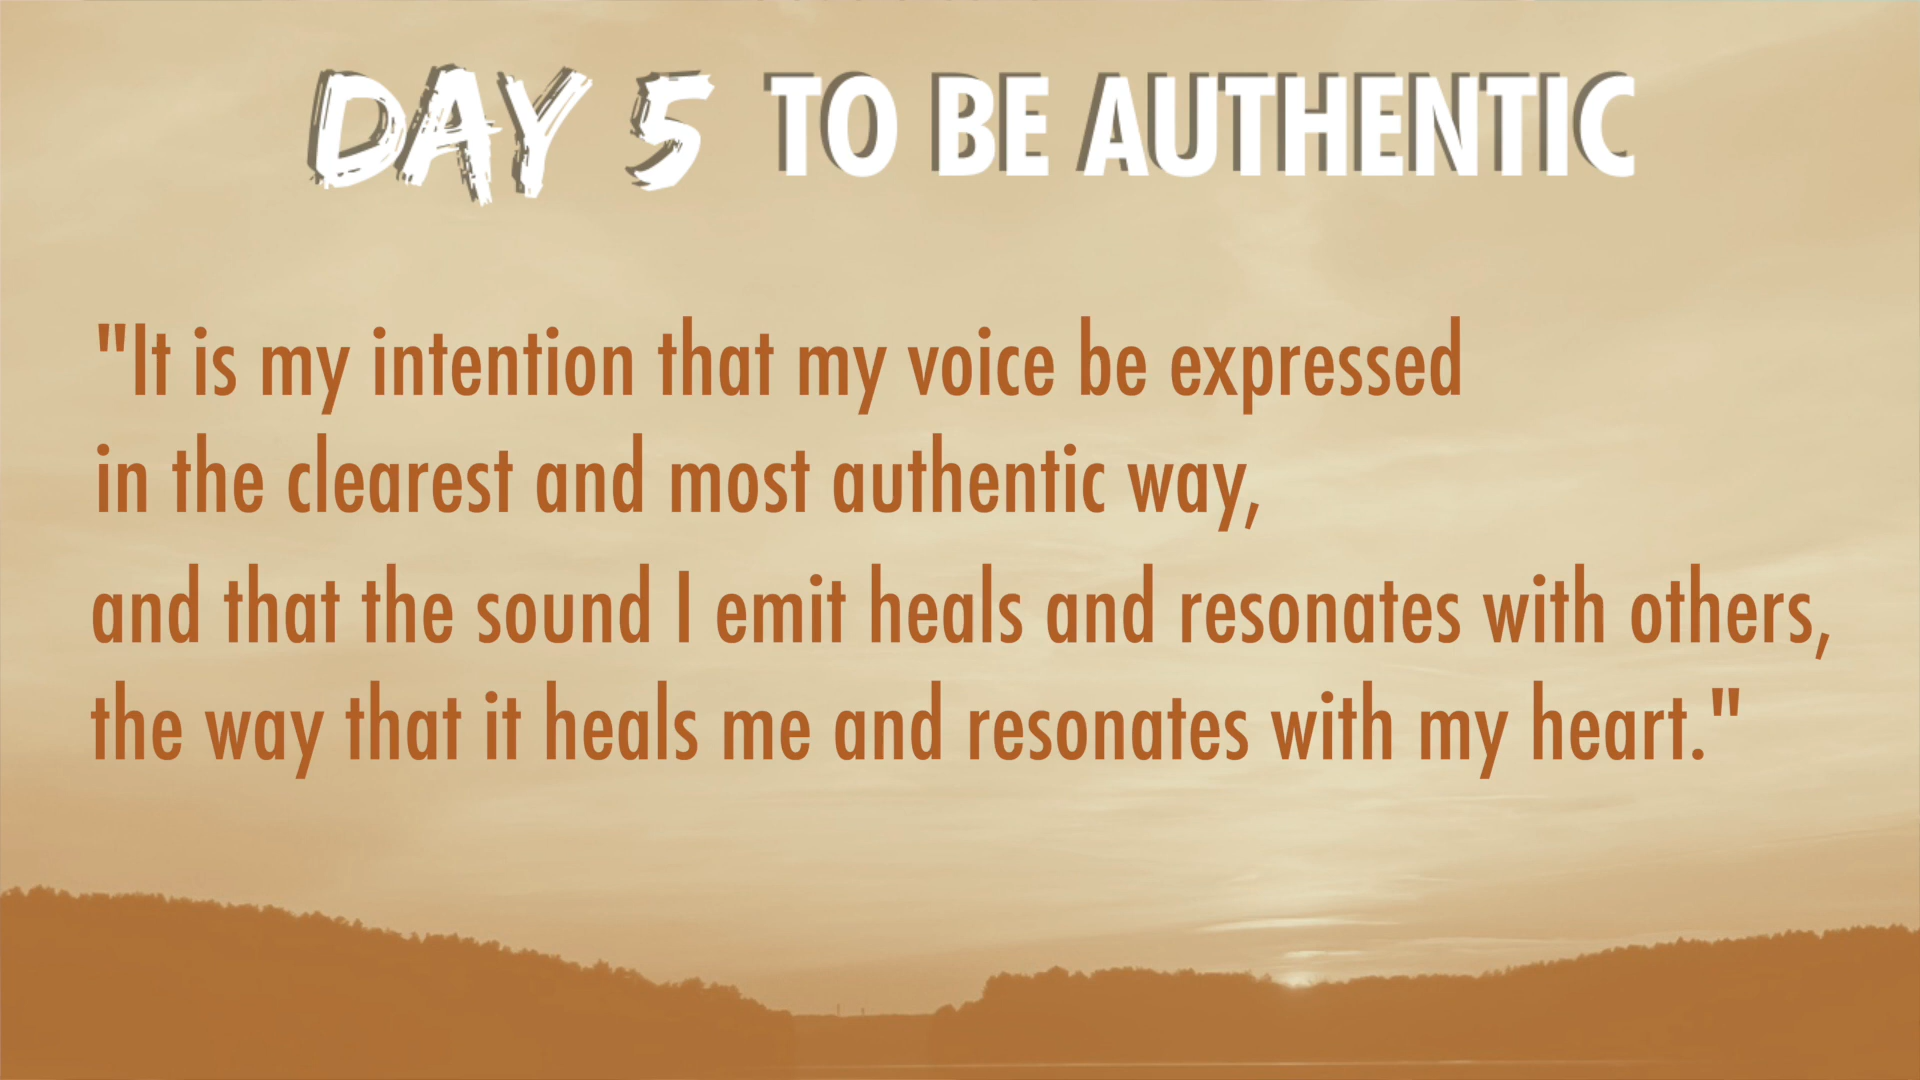 DAY 5 TO BE AUTHENTIC
"It is my intention that my voice be expressed
in the clearest and most authentic way,
and that the sound I emit heals and resonates with others,
the way that it heals me and resonates with my heart."